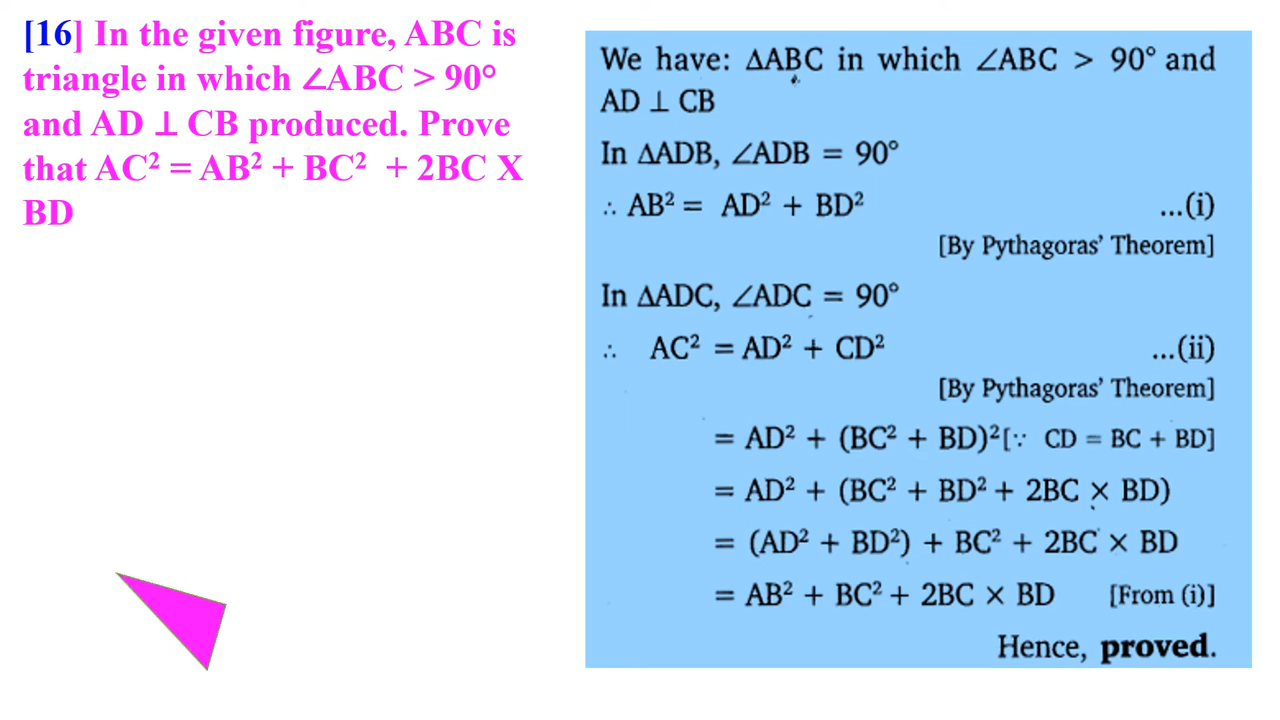 [16] In the given figure, ABC is
triangle in which ∠ABC > 90°
and AD ⊥ CB produced. Prove
that AC² = AB² + BC² + 2BC X
BD
We have: ΔABC in which ∠ABC > 90° and
AD ⊥ CB
In ΔADB, ∠ADB = 90°
∴ AB² = AD² + BD² ...(i)
[By Pythagoras’ Theorem]
In ΔADC, ∠ADC = 90°
∴ AC² = AD² + CD² ...(ii)
[By Pythagoras’ Theorem]
= AD² + (BC² + BD)² [∵ CD = BC + BD]
= AD² + (BC² + BD² + 2BC × BD)
= (AD² + BD²) + BC² + 2BC × BD
= AB² + BC² + 2BC × BD [From (i)]
Hence, proved.